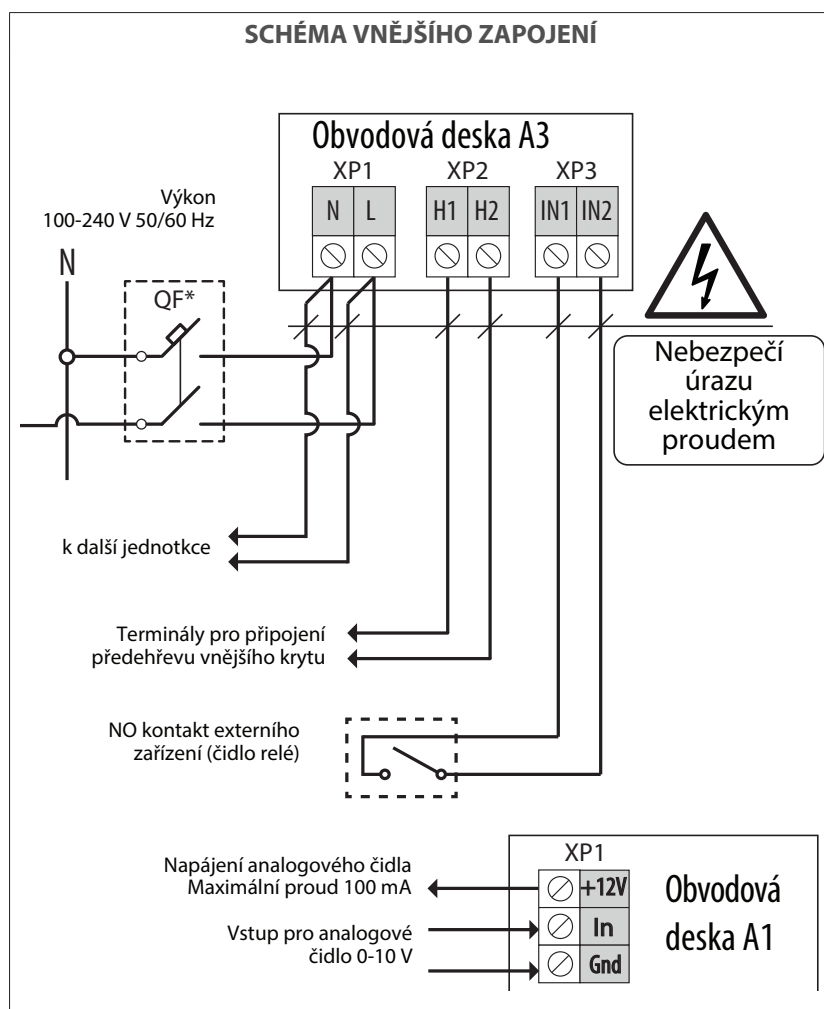 SCHÉMA VNĚJŠÍHO ZAPOJENÍ
Obvodová deska A3
XP1 XP2 XP3
N L H1 H2 IN1 IN2
Výkon
100-240 V 50/60 Hz
N
QF*
Nebezpečí
úrazu
elektrickým
proudem
k další jednotkce
Terminály pro připojení
předehřevu vnějšího krytu
NO kontakt externího
zařízení (čidlo relé)
Napájení analogového čidla
Maximální proud 100 mA
Vstup pro analogové
čidlo 0-10 V
XP1
+12V
In
Gnd
Obvodová
deska A1